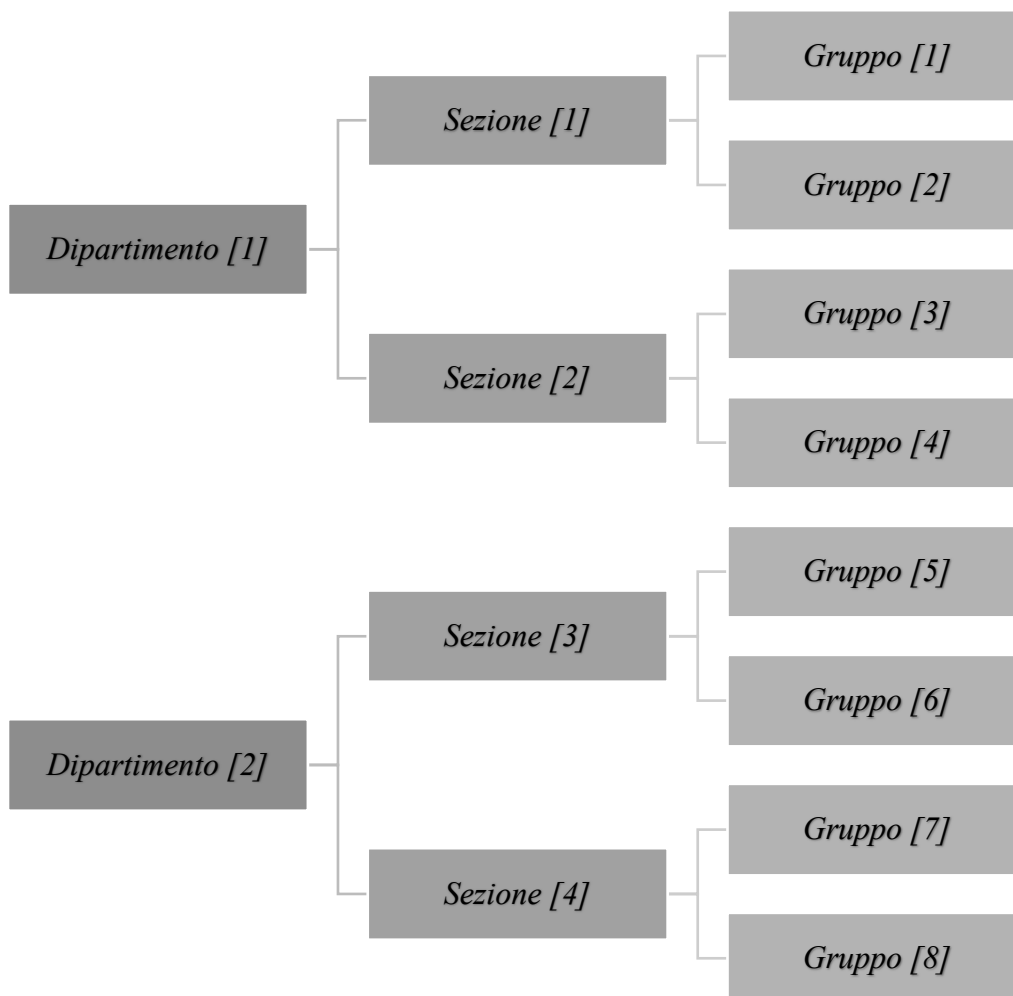 Gruppo [1]
Sezione [1]
Gruppo [2]
Dipartimento [1]
Gruppo [3]
Sezione [2]
Gruppo [4]
Gruppo [5]
Sezione [3]
Gruppo [6]
Dipartimento [2]
Gruppo [7]
Sezione [4]
Gruppo [8]